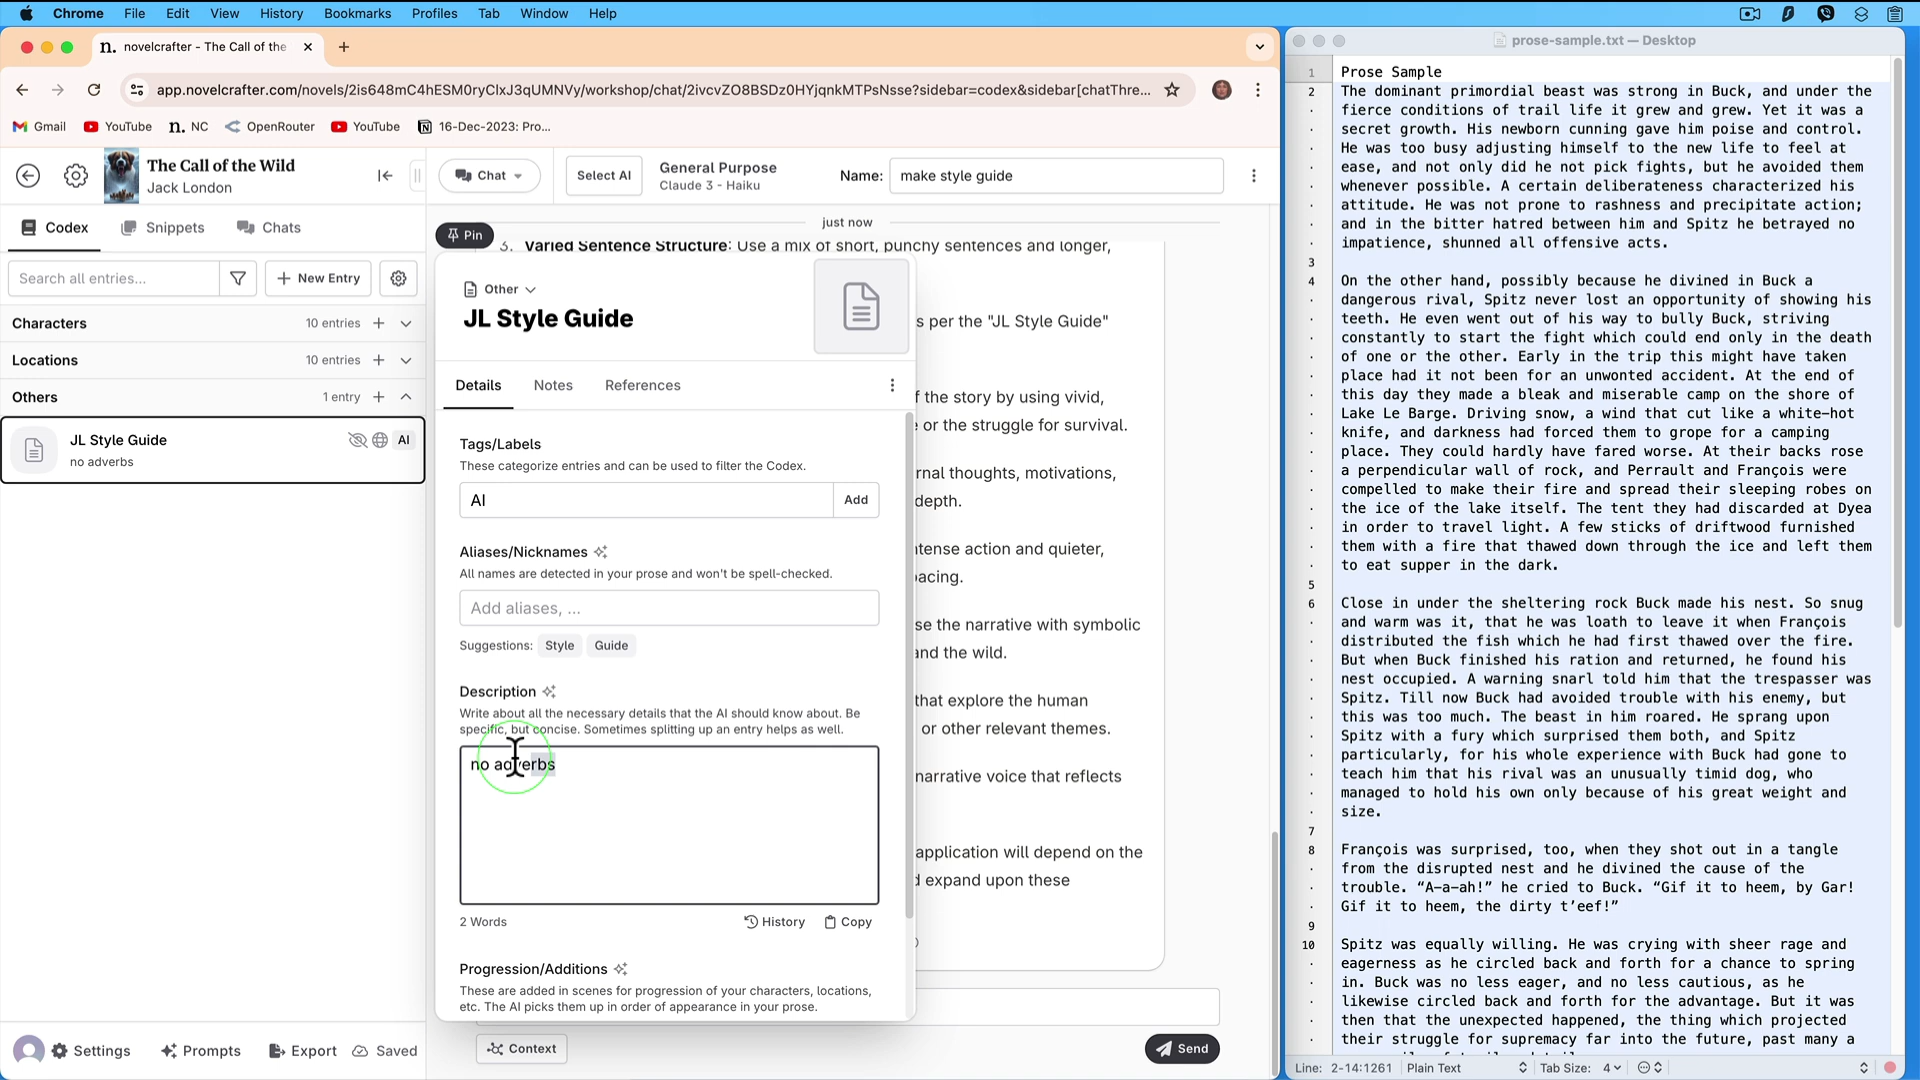 Chrome File Edit View History Bookmarks Profiles Tab Window Help
n. novelcrafter - The Call of the
app.novelcrafter.com/novels/2is648mC4hESM0ryClxJ3qUMNVy/workshop/chat/2ivcvZO8BSDz0HYjqnkMTPsNsse?sidebar=codex&sidebar[chatThre...
Gmail YouTube n. NC OpenRouter YouTube 16-Dec-2023: Pro...
The Call of the Wild
Jack London
Codex Snippets Chats
Search all entries... New Entry
Characters 10 entries
Locations 10 entries
Others 1 entry
JL Style Guide AI
no adverbs
Settings Prompts Export Saved
Chat Select AI General Purpose
Claude 3 - Haiku
Name: make style guide
just now
Pin
Varied Sentence Structure: Use a mix of short, punchy sentences and longer,
s per the "JL Style Guide"
f the story by using vivid,
or the struggle for survival.
rnal thoughts, motivations,
depth.
ntense action and quieter,
pacing.
se the narrative with symbolic
and the wild.
that explore the human
or other relevant themes.
narrative voice that reflects
application will depend on the
d expand upon these
Other
JL Style Guide
Details Notes References
Tags/Labels
These categorize entries and can be used to filter the Codex.
AI Add
Aliases/Nicknames
All names are detected in your prose and won't be spell-checked.
Add aliases, ...
Suggestions: Style Guide
Description
Write about all the necessary details that the AI should know about. Be
specific, but concise. Sometimes splitting up an entry helps as well.
no adverbs
2 Words History Copy
Progression/Additions
These are added in scenes for progression of your characters, locations,
etc. The AI picks them up in order of appearance in your prose.
Context Send
prose-sample.txt — Desktop
1 Prose Sample
2 The dominant primordial beast was strong in Buck, and under the
fierce conditions of trail life it grew and grew. Yet it was a
secret growth. His newborn cunning gave him poise and control.
He was too busy adjusting himself to the new life to feel at
ease, and not only did he not pick fights, but he avoided them
whenever possible. A certain deliberateness characterized his
attitude. He was not prone to rashness and precipitate action;
and in the bitter hatred between him and Spitz he betrayed no
impatience, shunned all offensive acts.
3
4 On the other hand, possibly because he divined in Buck a
dangerous rival, Spitz never lost an opportunity of showing his
teeth. He even went out of his way to bully Buck, striving
constantly to start the fight which could end only in the death
of one or the other. Early in the trip this might have taken
place had it not been for an unwonted accident. At the end of
this day they made a bleak and miserable camp on the shore of
Lake Le Barge. Driving snow, a wind that cut like a white-hot
knife, and darkness had forced them to grope for a camping
place. They could hardly have fared worse. At their backs rose
a perpendicular wall of rock, and Perrault and François were
compelled to make their fire and spread their sleeping robes on
the ice of the lake itself. The tent they had discarded at Dyea
in order to travel light. A few sticks of driftwood furnished
them with a fire that thawed down through the ice and left them
to eat supper in the dark.
5
6 Close in under the sheltering rock Buck made his nest. So snug
and warm was it, that he was loath to leave it when François
distributed the fish which he had first thawed over the fire.
But when Buck finished his ration and returned, he found his
nest occupied. A warning snarl told him that the trespasser was
Spitz. Till now Buck had avoided trouble with his enemy, but
this was too much. The beast in him roared. He sprang upon
Spitz with a fury which surprised them both, and Spitz
particularly, for his whole experience with Buck had gone to
teach him that his rival was an unusually timid dog, who
managed to hold his own only because of his great weight and
size.
7
8 François was surprised, too, when they shot out in a tangle
from the disrupted nest and he divined the cause of the
trouble. “A-a-ah!” he cried to Buck. “Gif it to heem, by Gar!
Gif it to heem, the dirty t’eef!”
9
10 Spitz was equally willing. He was crying with sheer rage and
eagerness as he circled back and forth for a chance to spring
in. Buck was no less eager, and no less cautious, as he
likewise circled back and forth for the advantage. But it was
then that the unexpected happened, the thing which projected
their struggle for supremacy far into the future, past many a
Line: 2-14:1261 Plain Text Tab Size: 4